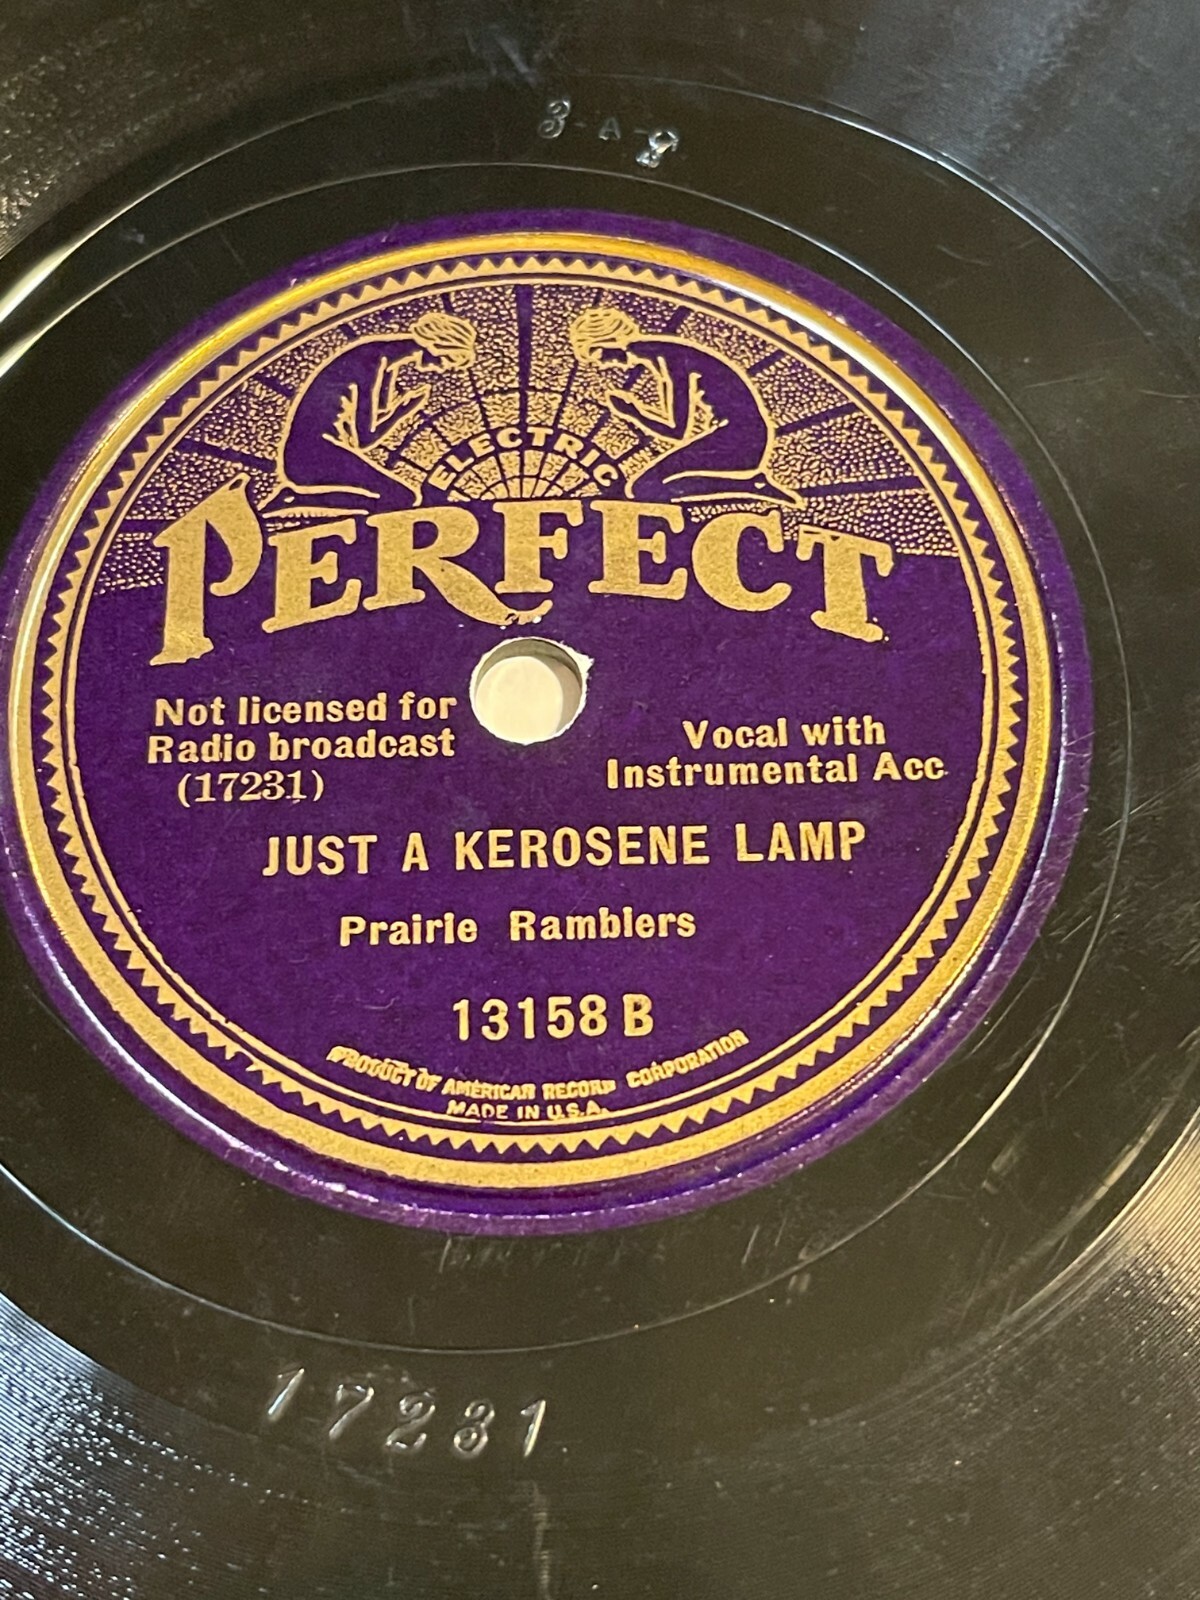 3-A-8
ELECTRIC
PERFECT
Not licensed for
Radio broadcast
(17231)
Vocal with
Instrumental Acc.
JUST A KEROSENE LAMP
Prairie Ramblers
13158 B
PRODUCT OF AMERICAN RECORD CORPORATION
MADE IN U.S.A.
17231